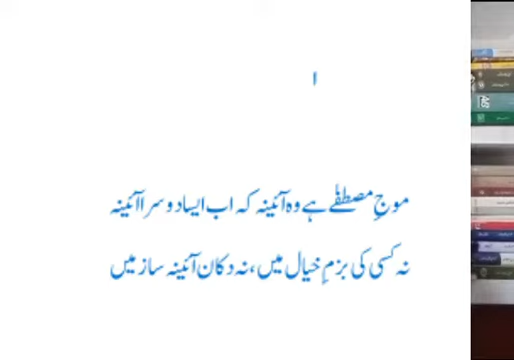 ا
موجِ مصطفٰے ہے وہ آئینہ کہ اب ایسا دوسرا آئینہ
نہ کسی کی بزمِ خیال میں، نہ دکان آئینہ ساز میں